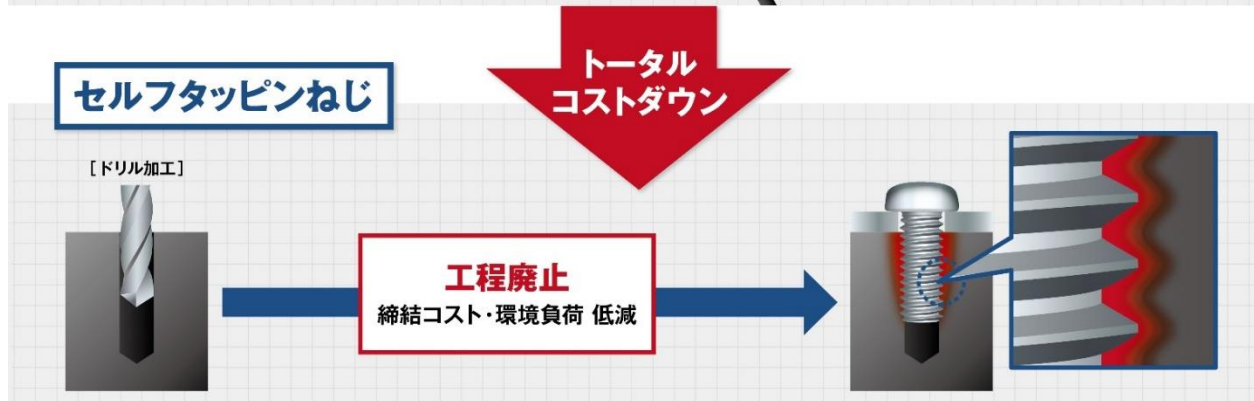 トータル
コストダウン
セルフタッピンねじ
[ドリル加工]
工程廃止
締結コスト・環境負荷 低減